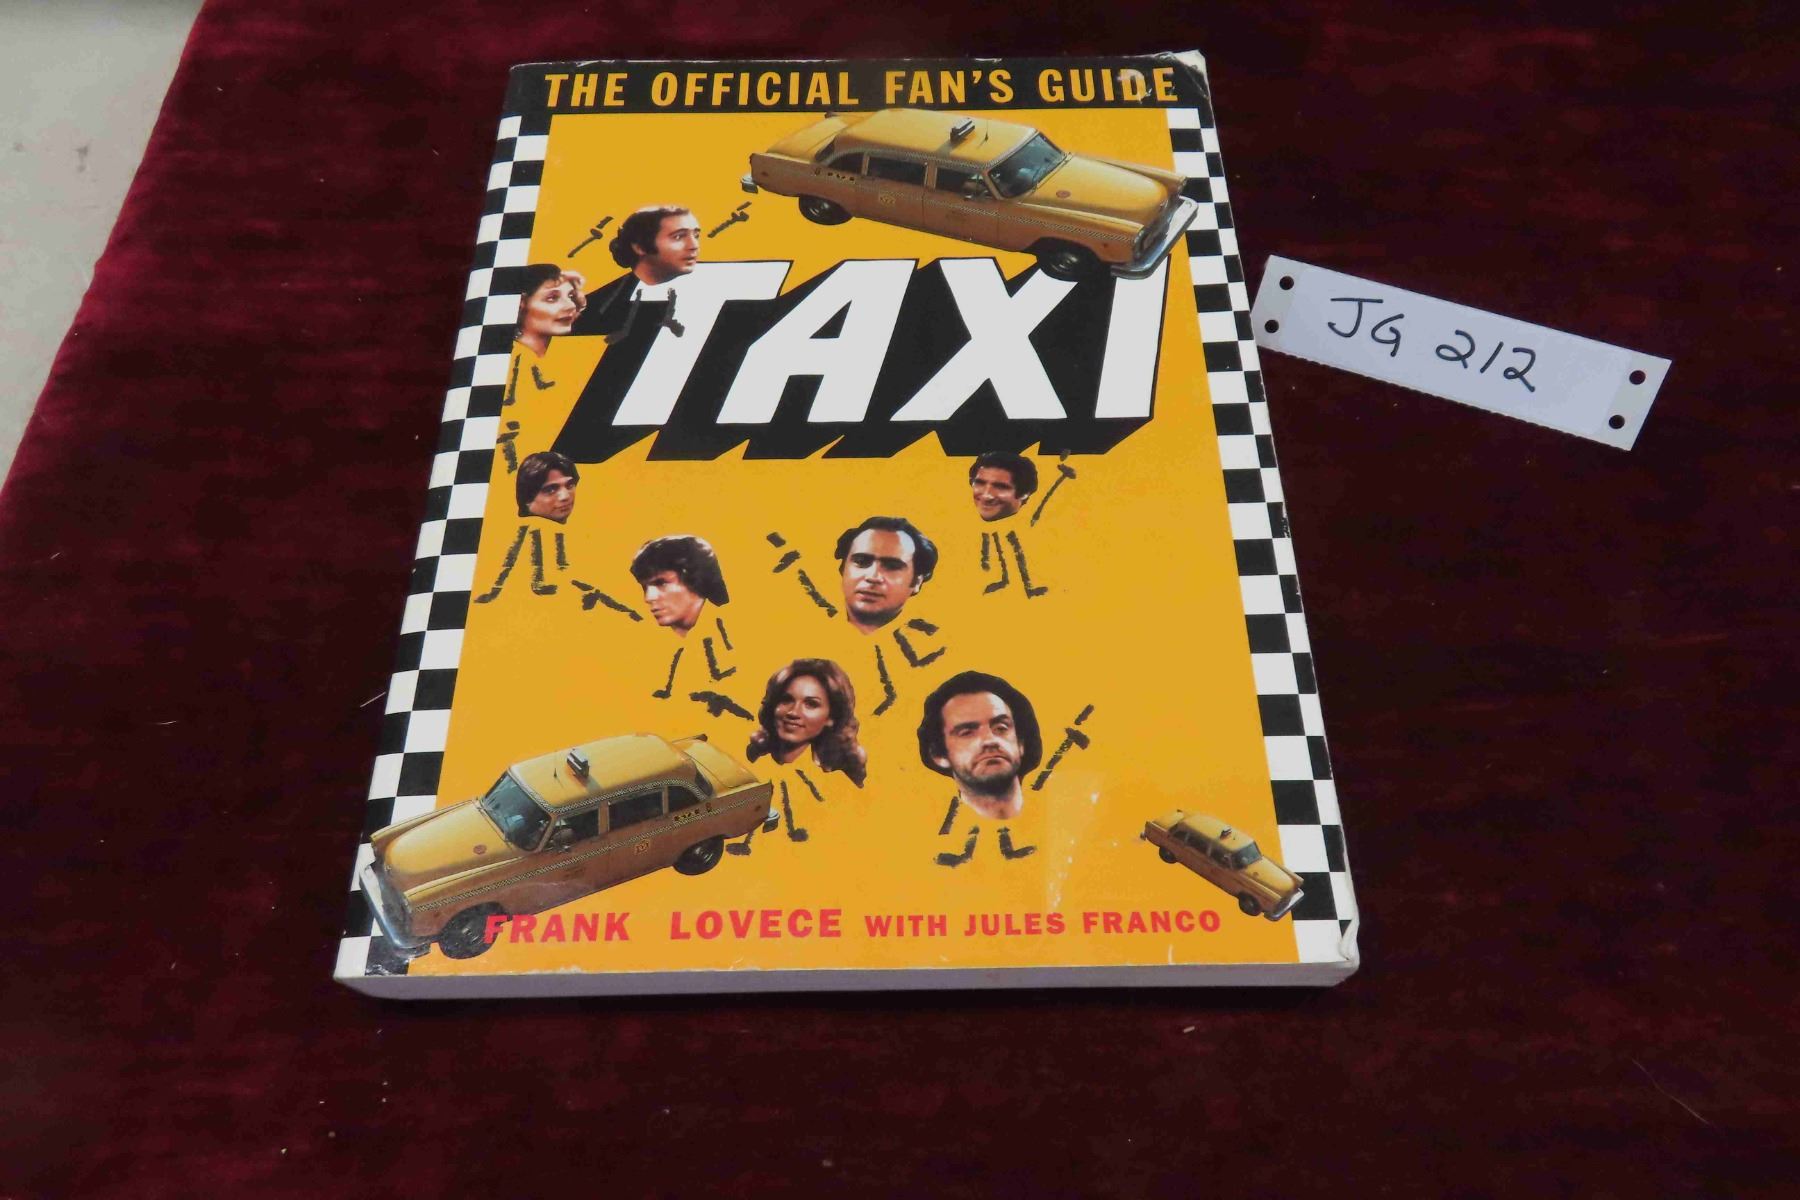 THE OFFICIAL FAN'S GUIDE
TAXI
JG 212
FRANK LOVECE WITH JULES FRANCO